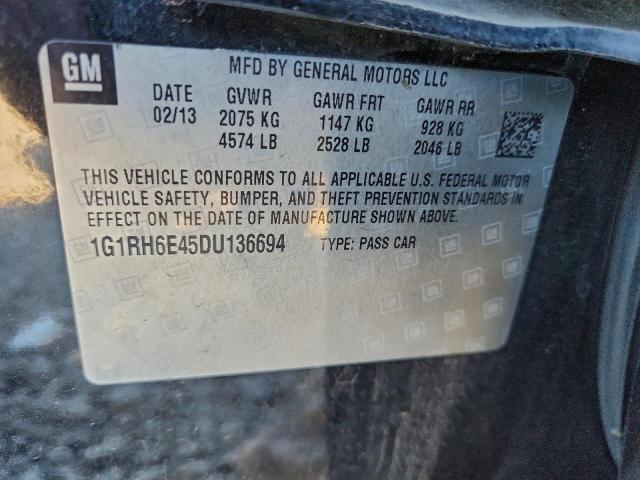 GM
MFD BY GENERAL MOTORS LLC
DATE GVWR GAWR FRT GAWR RR
02/13 2075 KG 1147 KG 928 KG
4574 LB 2528 LB 2046 LB
THIS VEHICLE CONFORMS TO ALL APPLICABLE U.S. FEDERAL MOTOR
VEHICLE SAFETY, BUMPER, AND THEFT PREVENTION STANDARDS IN
EFFECT ON THE DATE OF MANUFACTURE SHOWN ABOVE.
1G1RH6E45DU136694 TYPE: PASS CAR